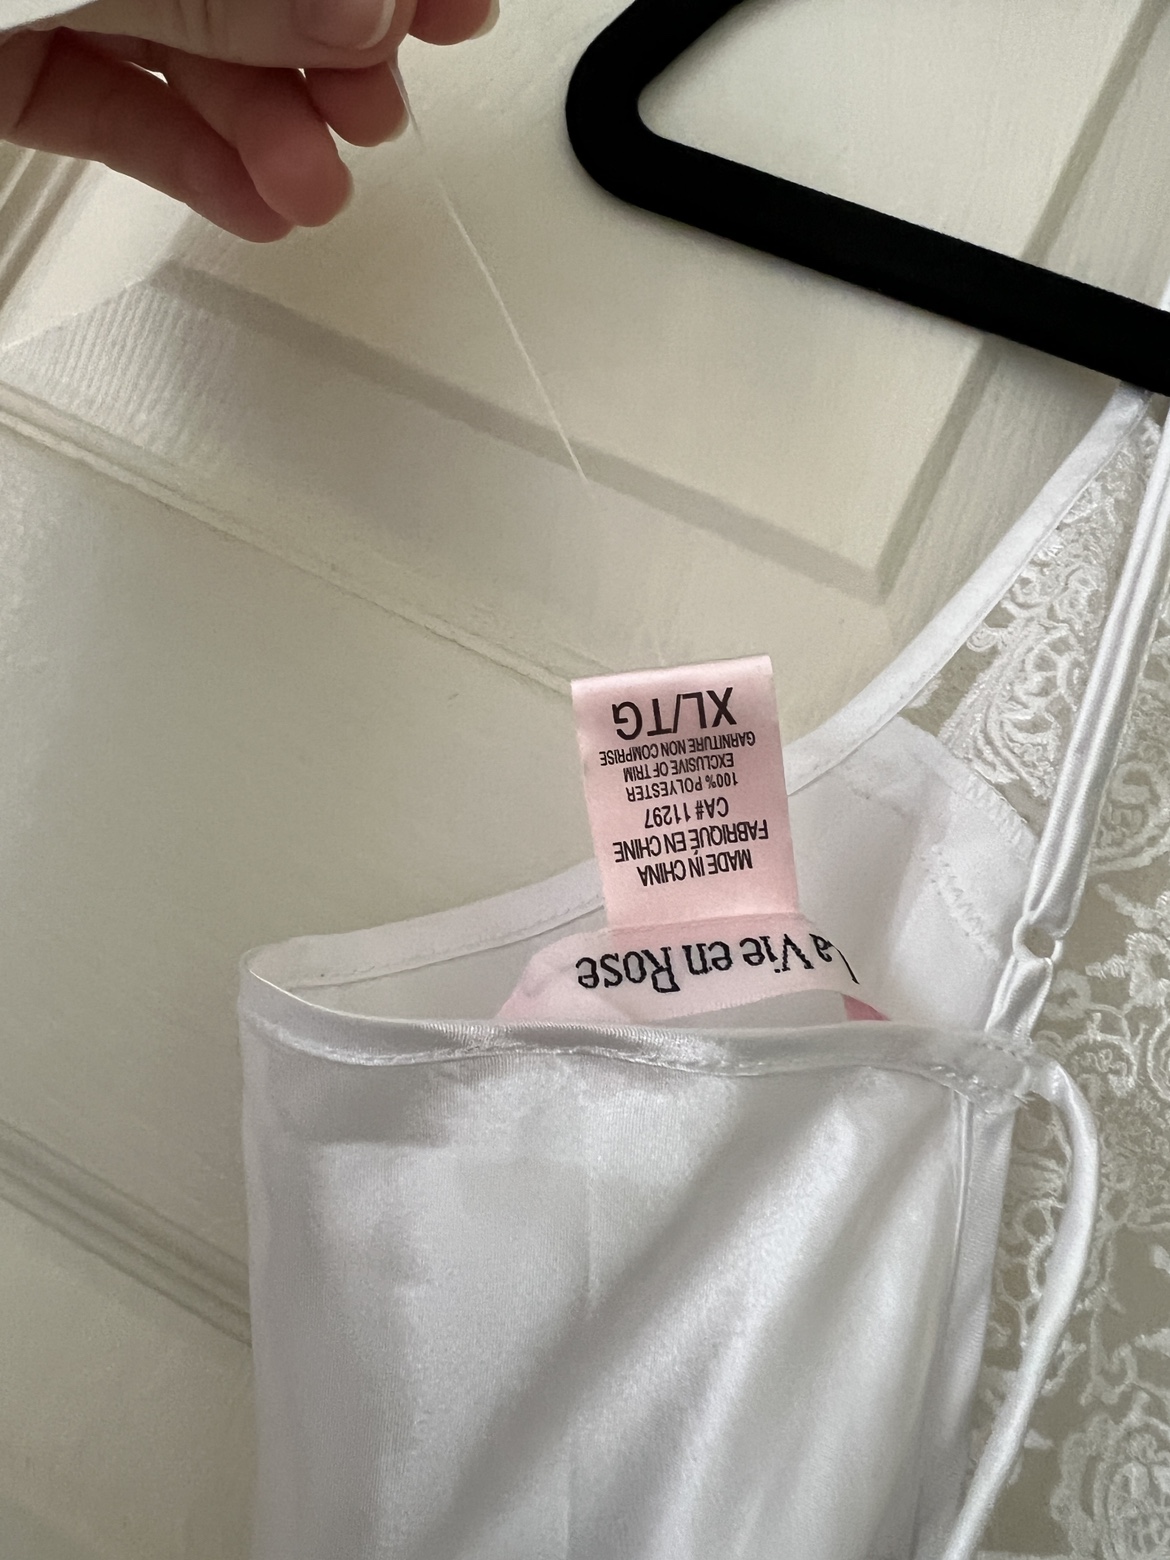 La Vie en Rose
MADE IN CHINA
FABRIQUÉ EN CHINE
CA# 11297
100% POLYESTER
EXCLUSIVE OF TRIM
GARNITURE NON COMPRISE
XL/TG